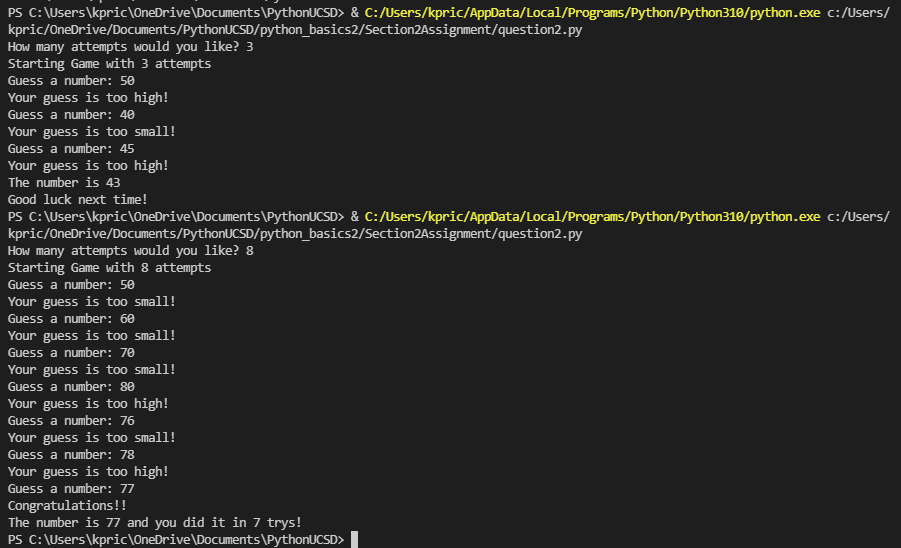 PS C:\Users\kpric\OneDrive\Documents\PythonUCSD> & C:/Users/kpric/AppData/Local/Programs/Python/Python310/python.exe c:/Users/
kpric/OneDrive/Documents/PythonUCSD/python_basics2/Section2Assignment/question2.py
How many attempts would you like? 3
Starting Game with 3 attempts
Guess a number: 50
Your guess is too high!
Guess a number: 40
Your guess is too small!
Guess a number: 45
Your guess is too high!
The number is 43
Good luck next time!
PS C:\Users\kpric\OneDrive\Documents\PythonUCSD> & C:/Users/kpric/AppData/Local/Programs/Python/Python310/python.exe c:/Users/
kpric/OneDrive/Documents/PythonUCSD/python_basics2/Section2Assignment/question2.py
How many attempts would you like? 8
Starting Game with 8 attempts
Guess a number: 50
Your guess is too small!
Guess a number: 60
Your guess is too small!
Guess a number: 70
Your guess is too small!
Guess a number: 80
Your guess is too high!
Guess a number: 76
Your guess is too small!
Guess a number: 78
Your guess is too high!
Guess a number: 77
Congratulations!!
The number is 77 and you did it in 7 trys!
PS C:\Users\kpric\OneDrive\Documents\PythonUCSD>